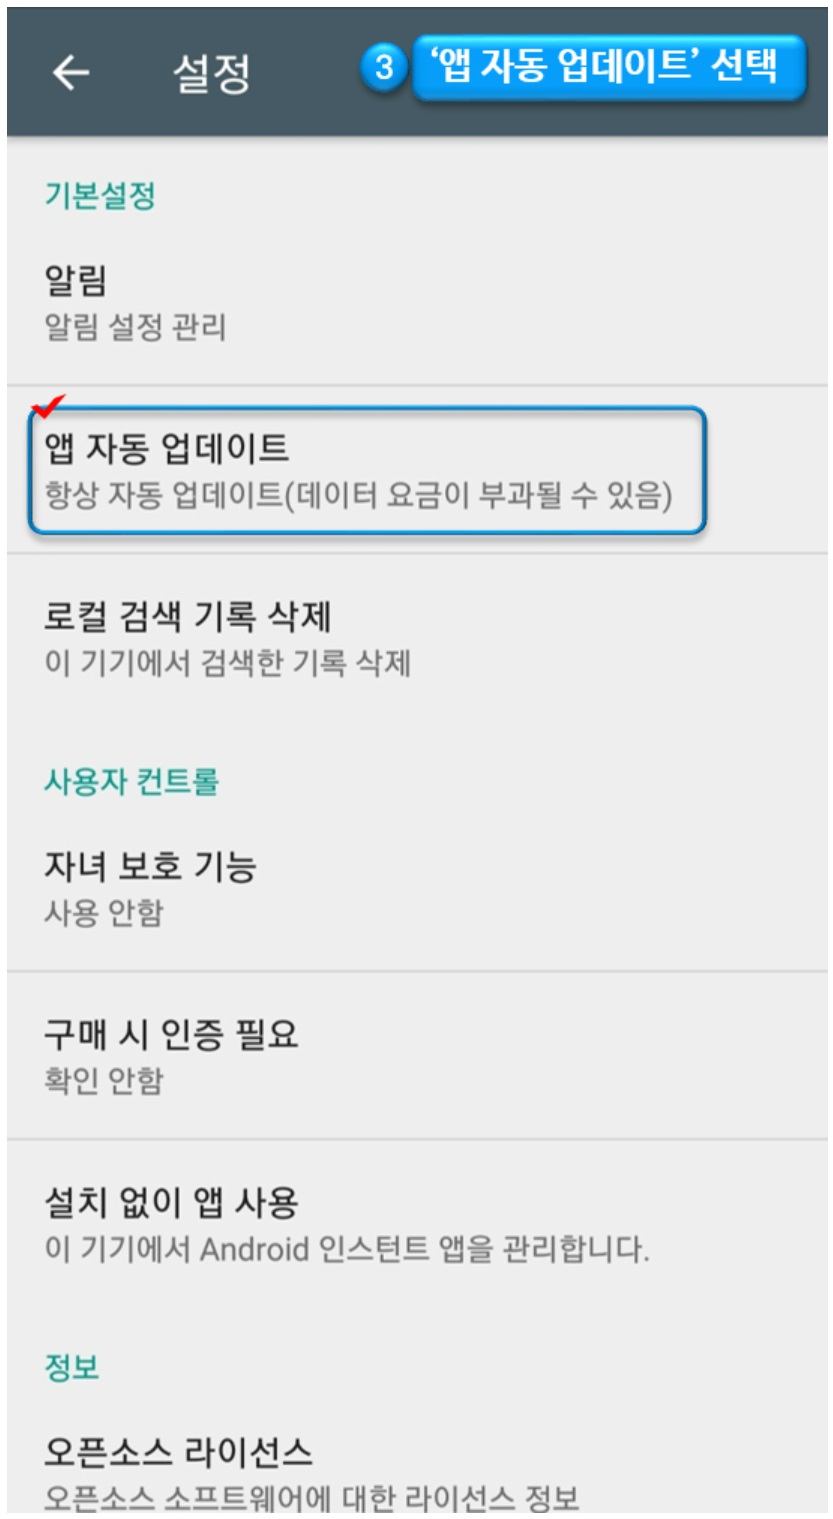 설정
3 ‘앱 자동 업데이트’ 선택
기본설정
알림
알림 설정 관리
앱 자동 업데이트
항상 자동 업데이트(데이터 요금이 부과될 수 있음)
로컬 검색 기록 삭제
이 기기에서 검색한 기록 삭제
사용자 컨트롤
자녀 보호 기능
사용 안함
구매 시 인증 필요
확인 안함
설치 없이 앱 사용
이 기기에서 Android 인스턴트 앱을 관리합니다.
정보
오픈소스 라이선스
오픈소스 소프트웨어에 대한 라이선스 정보